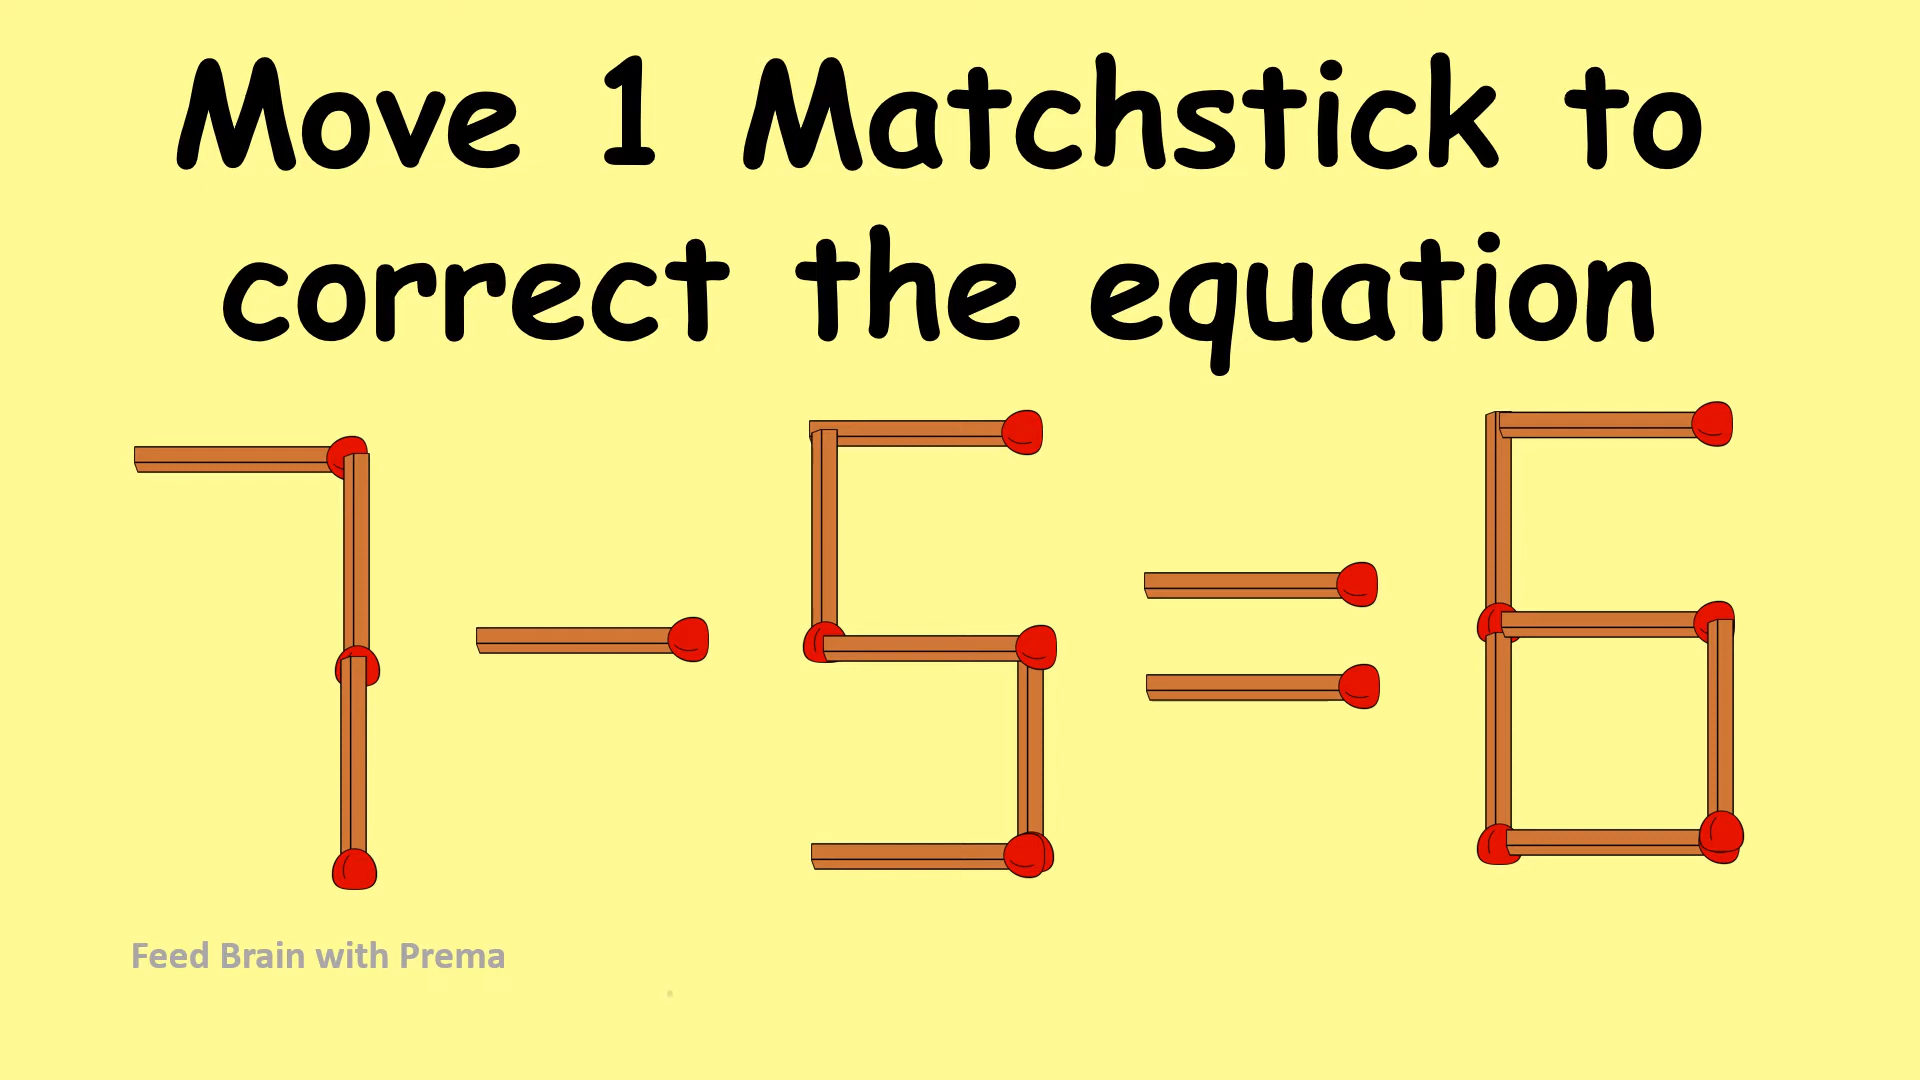 Move 1 Matchstick to
correct the equation
7 - 5 = 6
Feed Brain with Prema